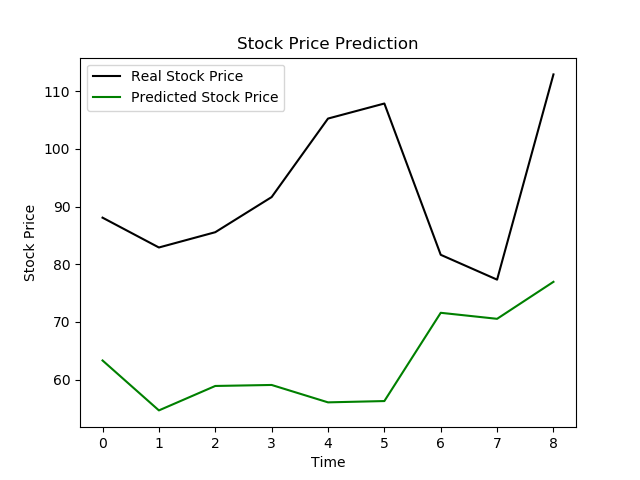 Stock Price Prediction
Real Stock Price
Predicted Stock Price
Stock Price
110
100
90
80
70
60
0 1 2 3 4 5 6 7 8
Time